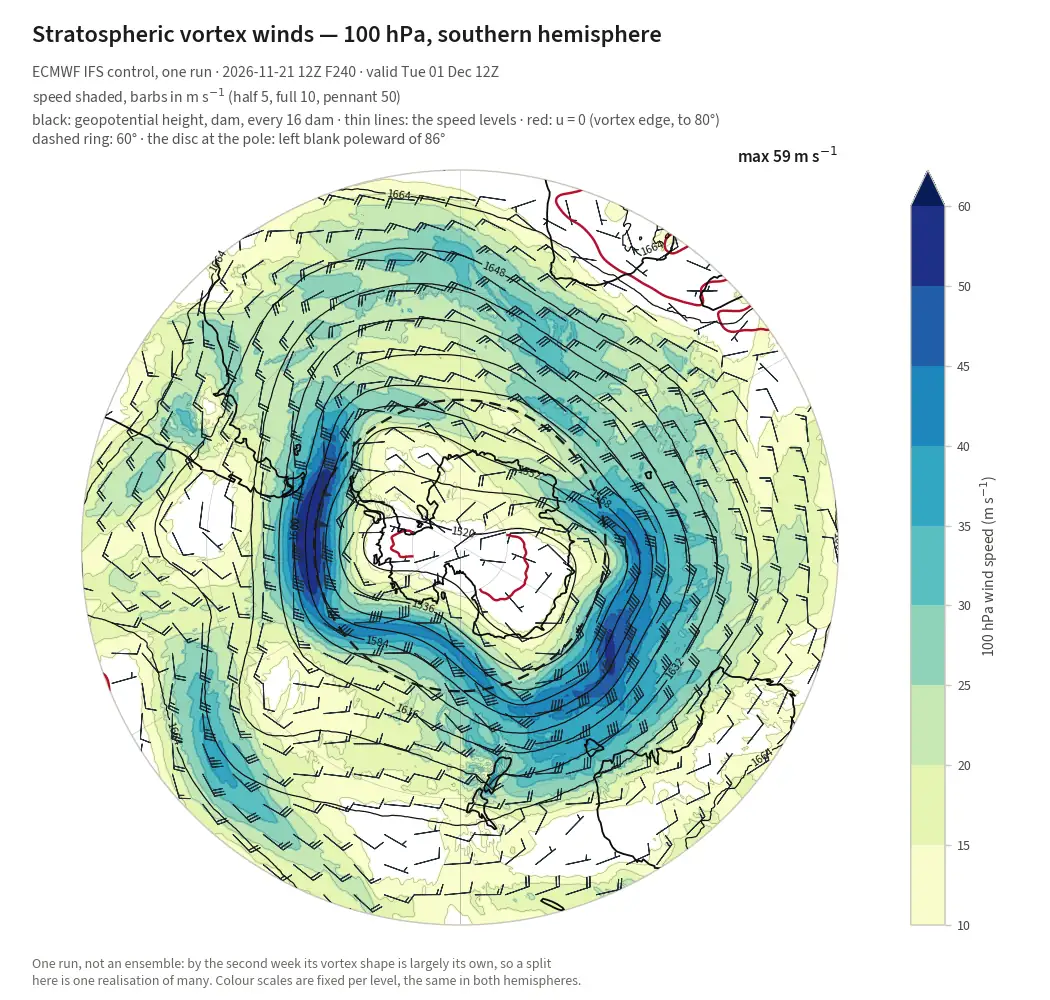 Stratospheric vortex winds — 100 hPa, southern hemisphere
ECMWF IFS control, one run · 2026-11-21 12Z F240 · valid Tue 01 Dec 12Z
speed shaded, barbs in m s⁻¹ (half 5, full 10, pennant 50)
black: geopotential height, dam, every 16 dam · thin lines: the speed levels · red: u = 0 (vortex edge, to 80°)
dashed ring: 60° · the disc at the pole: left blank poleward of 86°
max 59 m s⁻¹
1664
1664
1664
1648
1520
1600
1536
1584
1632
1616
1664
60
50
45
40
35
30
25
20
15
10
100 hPa wind speed (m s⁻¹)
One run, not an ensemble: by the second week its vortex shape is largely its own, so a split
here is one realisation of many. Colour scales are fixed per level, the same in both hemispheres.